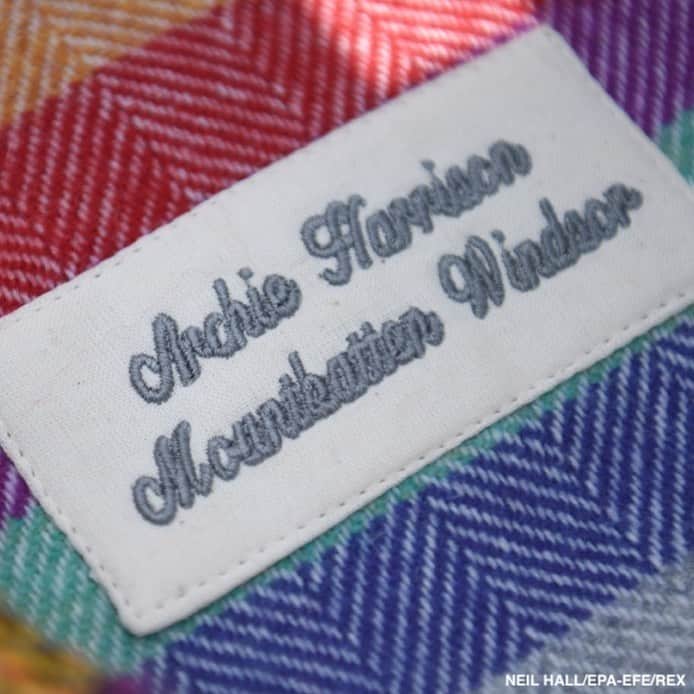 Archie Harrison
Mountbatten Windsor
NEIL HALL/EPA-EFE/REX